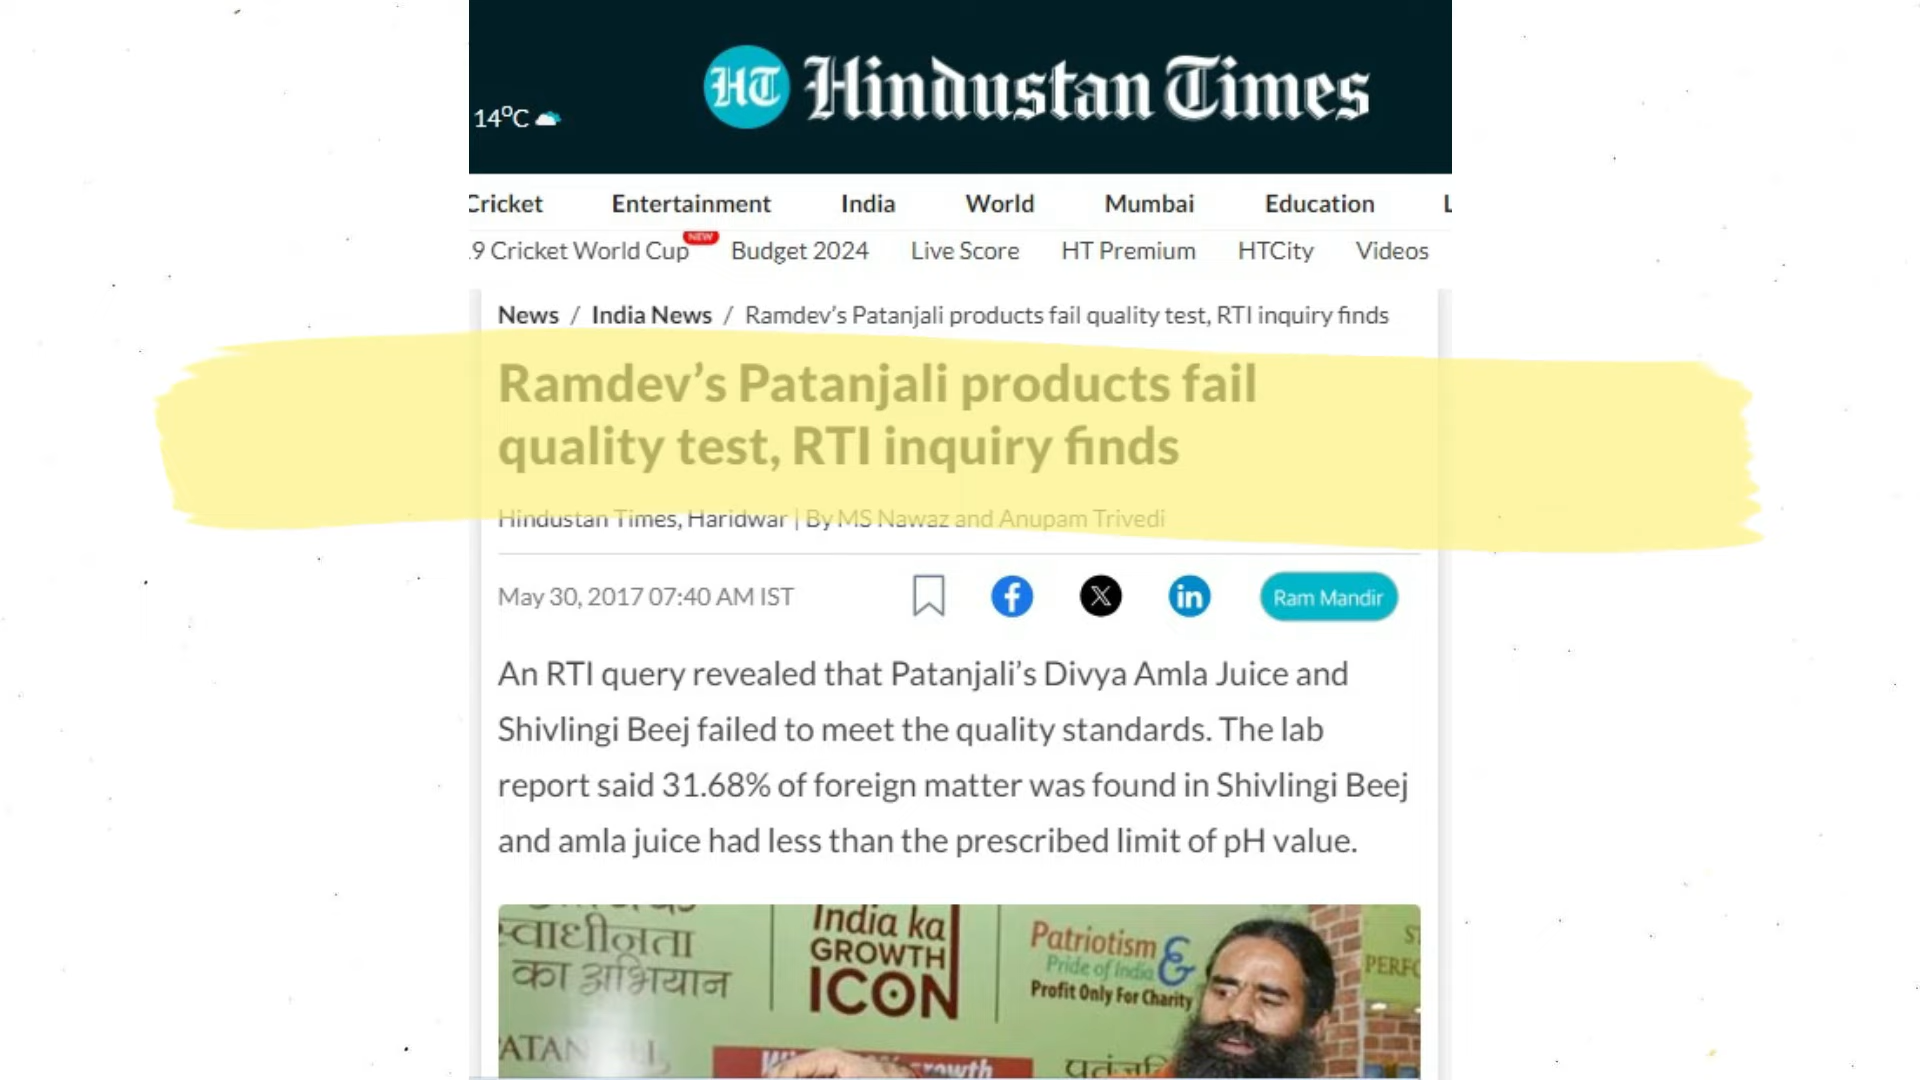 HT Hindustan Times
14°C
Cricket Entertainment India World Mumbai Education L
.9 Cricket World Cup NEW Budget 2024 Live Score HT Premium HTCity Videos
News / India News / Ramdev’s Patanjali products fail quality test, RTI inquiry finds
Ramdev’s Patanjali products fail
quality test, RTI inquiry finds
Hindustan Times, Haridwar | By MS Nawaz and Anupam Trivedi
May 30, 2017 07:40 AM IST
Ram Mandir
An RTI query revealed that Patanjali’s Divya Amla Juice and
Shivlingi Beej failed to meet the quality standards. The lab
report said 31.68% of foreign matter was found in Shivlingi Beej
and amla juice had less than the prescribed limit of pH value.
स्वाधीनता
का अभियान
India ka
GROWTH
ICON
Patriotism &
Pride of India
Profit Only For Charity
PERFO
ATAN
growth